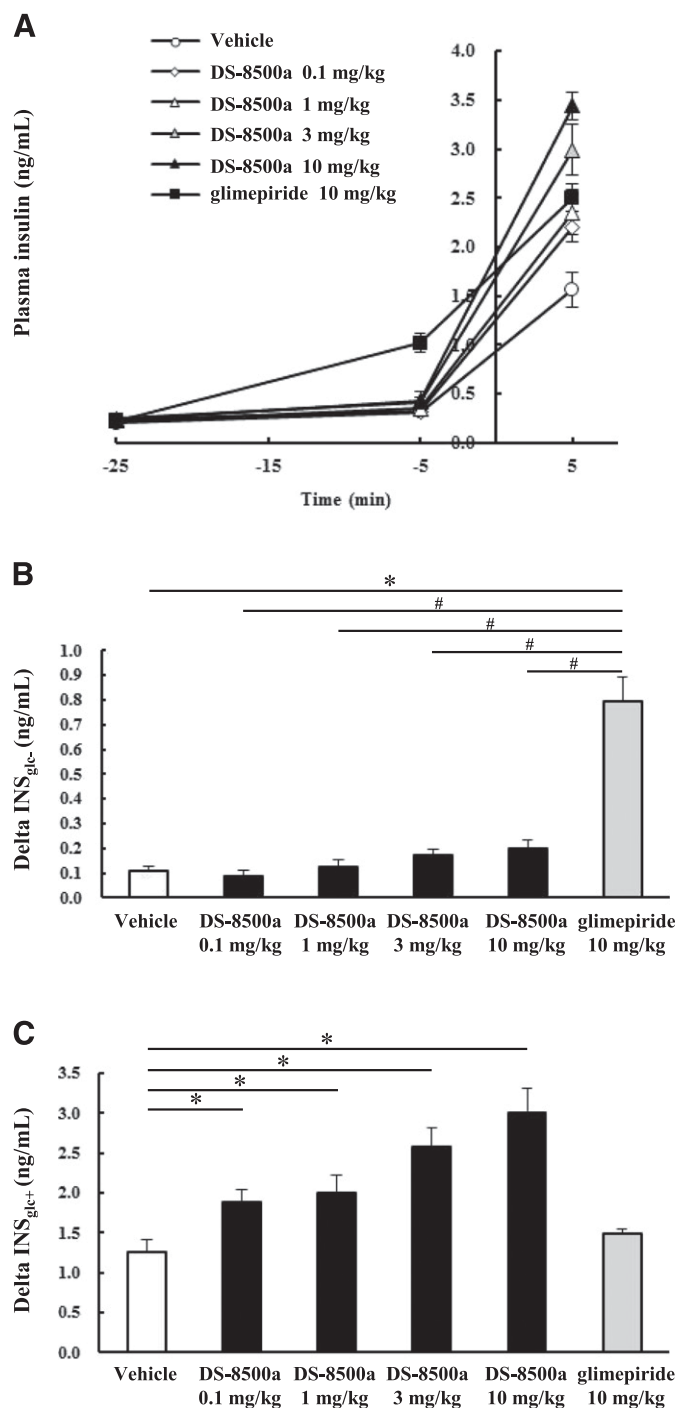 A
Vehicle
DS-8500a 0.1 mg/kg
DS-8500a 1 mg/kg
DS-8500a 3 mg/kg
DS-8500a 10 mg/kg
glimepiride 10 mg/kg
Plasma insulin (ng/mL)
4.0
3.5
3.0
2.5
2.0
1.5
1.0
0.5
0.0
-25 -15 -5 5
Time (min)
B
*
#
#
#
#
Delta INSglc- (ng/mL)
1.0
0.9
0.8
0.7
0.6
0.5
0.4
0.3
0.2
0.1
0.0
Vehicle DS-8500a DS-8500a DS-8500a DS-8500a glimepiride
0.1 mg/kg 1 mg/kg 3 mg/kg 10 mg/kg 10 mg/kg
C
*
*
*
*
Delta INSglc+ (ng/mL)
3.5
3.0
2.5
2.0
1.5
1.0
0.5
0.0
Vehicle DS-8500a DS-8500a DS-8500a DS-8500a glimepiride
0.1 mg/kg 1 mg/kg 3 mg/kg 10 mg/kg 10 mg/kg